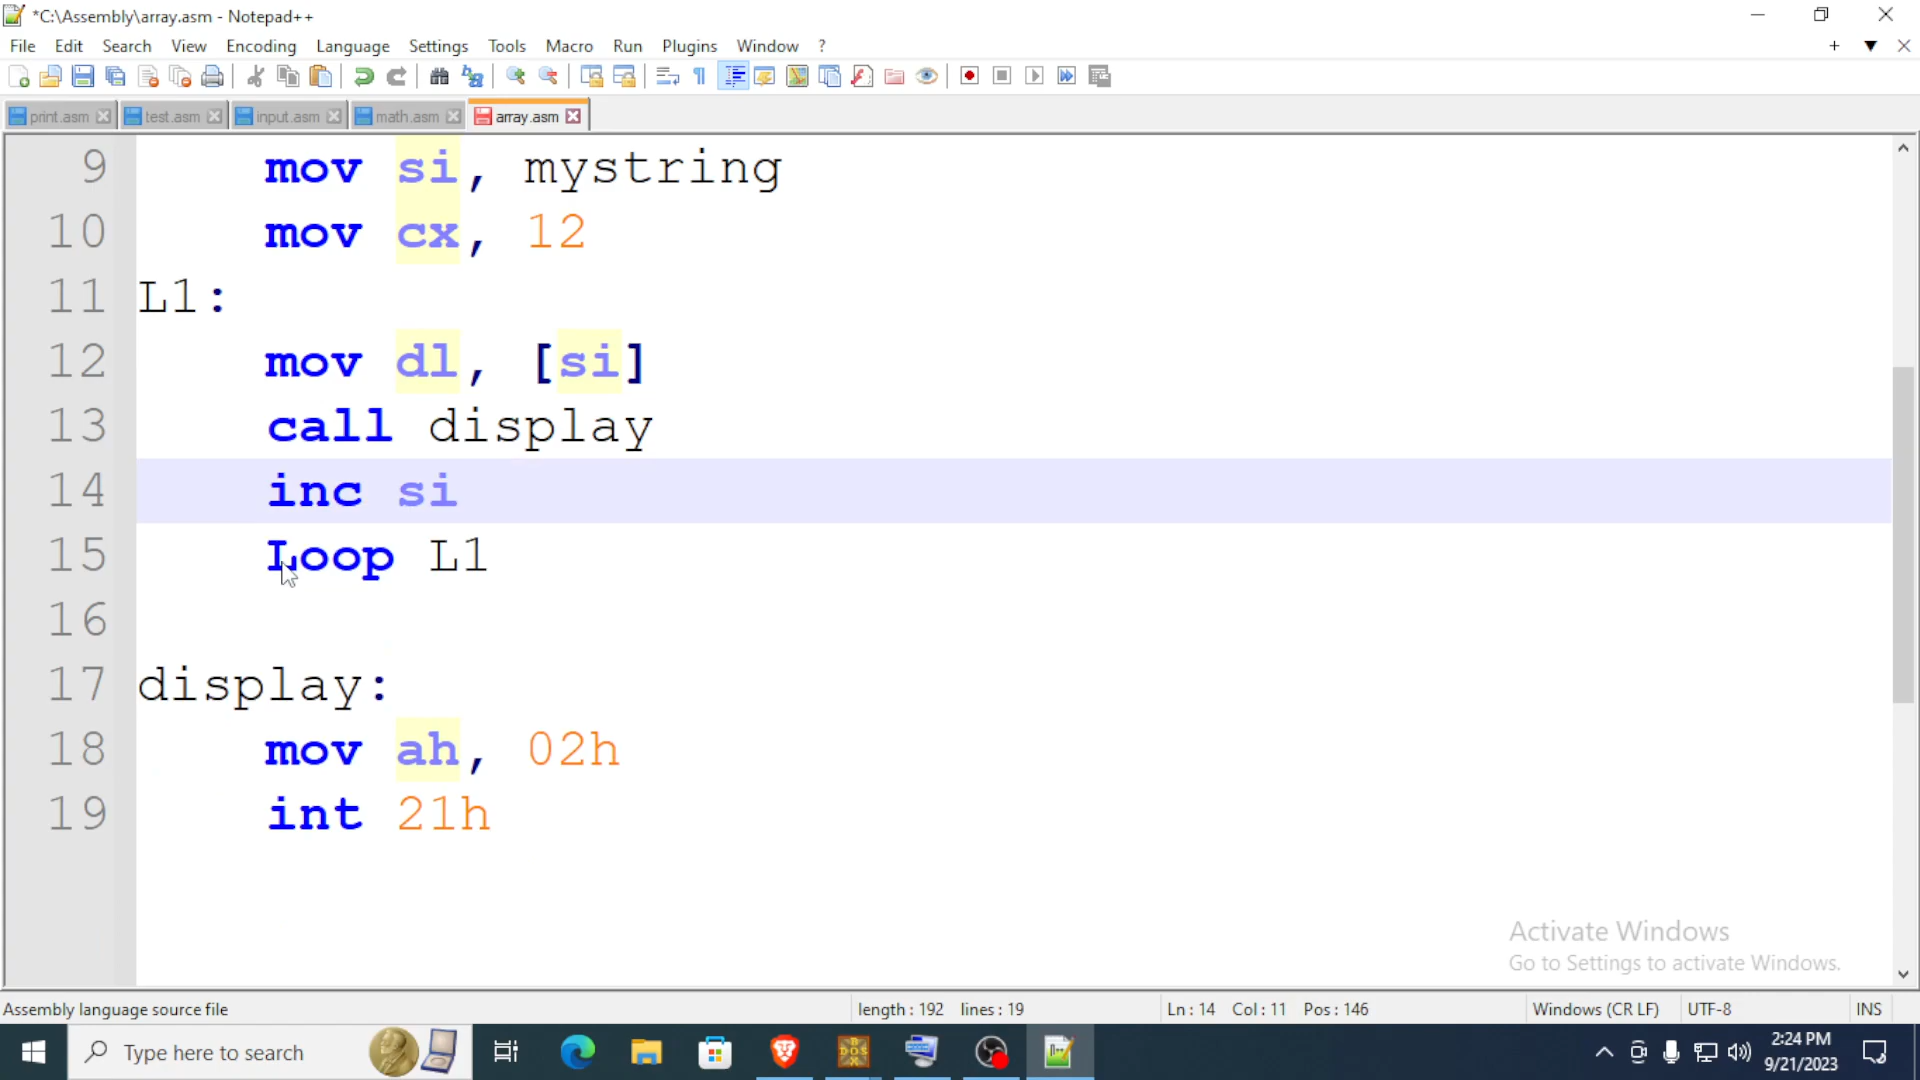 *C:\Assembly\array.asm - Notepad++
File Edit Search View Encoding Language Settings Tools Macro Run Plugins Window ?
print.asm test.asm input.asm math.asm array.asm
9 mov si, mystring
10 mov cx, 12
11 L1:
12 mov dl, [si]
13 call display
14 inc si
15 Loop L1
16
17 display:
18 mov ah, 02h
19 int 21h
Activate Windows
Go to Settings to activate Windows.
Assembly language source file length : 192 lines : 19 Ln : 14 Col : 11 Pos : 146 Windows (CR LF) UTF-8 INS
Type here to search
DOS
2:24 PM
9/21/2023